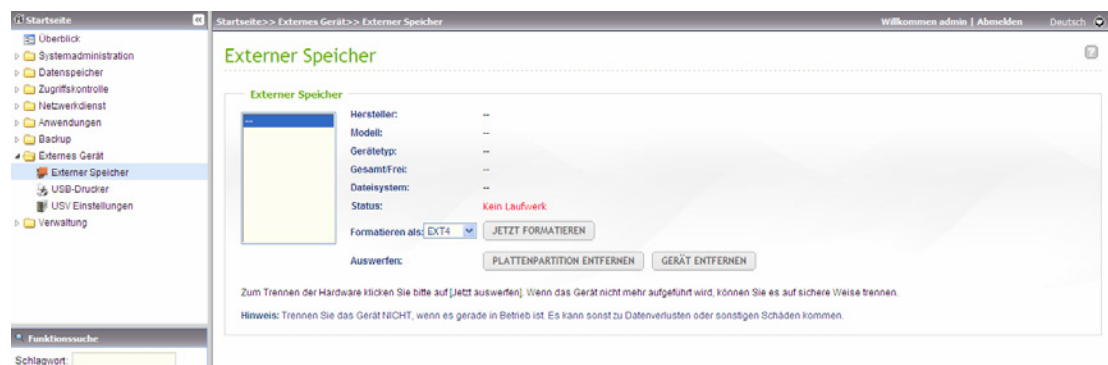 Startseite
Startseite>> Externes Gerät>> Externer Speicher
Willkommen admin | Abmelden
Deutsch
Überblick
Systemadministration
Datenspeicher
Zugriffskontrolle
Netzwerkdienst
Anwendungen
Backup
Externes Gerät
Externer Speicher
USB-Drucker
USV Einstellungen
Verwaltung
Funktionssuche
Schlagwort:
Externer Speicher
Externer Speicher
--
Hersteller: --
Modell: --
Gerätetyp: --
Gesamt/Frei: --
Dateisystem: --
Status: Kein Laufwerk
Formatieren als: EXT4 JETZT FORMATIEREN
Auswerfen: PLATTENPARTITION ENTFERNEN GERÄT ENTFERNEN
Zum Trennen der Hardware klicken Sie bitte auf [Jetzt auswerfen]. Wenn das Gerät nicht mehr aufgeführt wird, können Sie es auf sichere Weise trennen.
Hinweis: Trennen Sie das Gerät NICHT, wenn es gerade in Betrieb ist. Es kann sonst zu Datenverlusten oder sonstigen Schäden kommen.